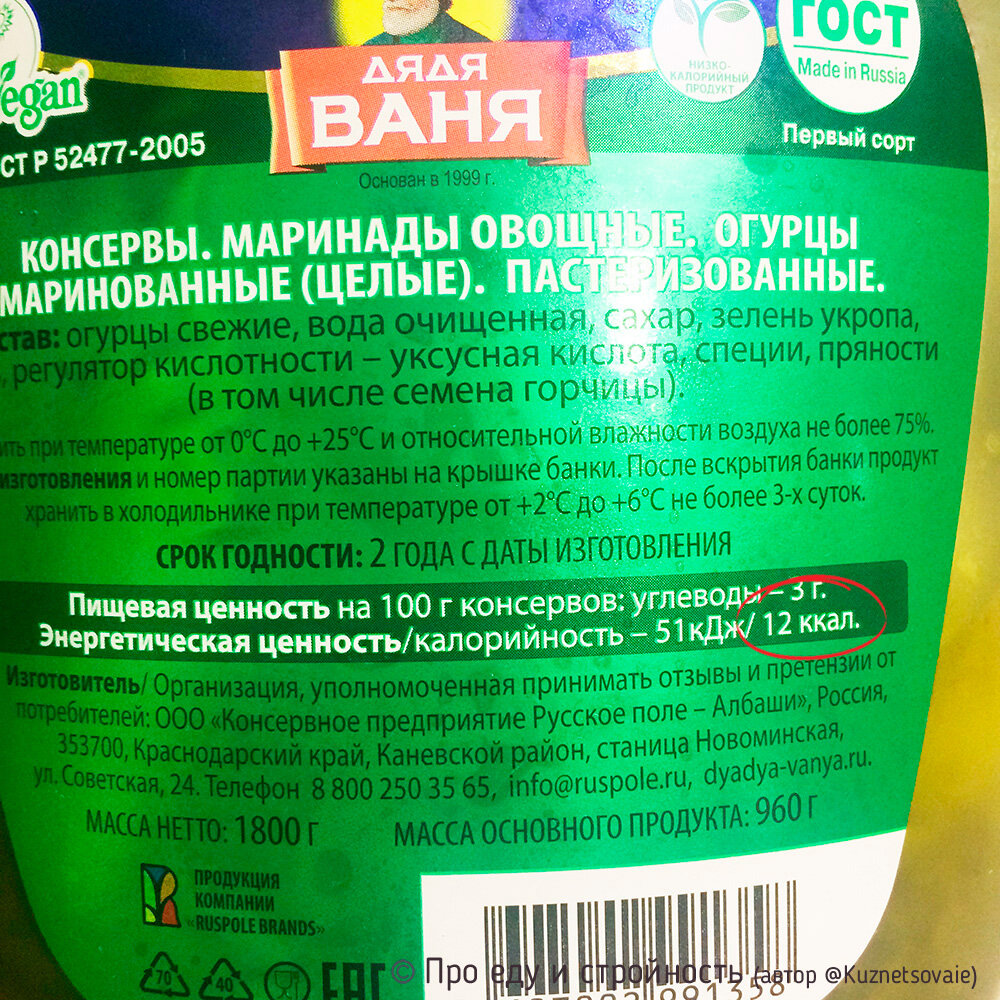 НИЗКО-
КАЛОРИЙНЫЙ
ПРОДУКТ
ГОСТ
Made in Russia
Первый сорт
egan
ДЯДЯ
ВАНЯ
Основан в 1999 г.
СТ Р 52477-2005
КОНСЕРВЫ. МАРИНАДЫ ОВОЩНЫЕ. ОГУРЦЫ
МАРИНОВАННЫЕ (ЦЕЛЫЕ). ПАСТЕРИЗОВАННЫЕ.
став: огурцы свежие, вода очищенная, сахар, зелень укропа,
, регулятор кислотности – уксусная кислота, специи, пряности
(в том числе семена горчицы).
ить при температуре от 0°С до +25°С и относительной влажности воздуха не более 75%.
изготовления и номер партии указаны на крышке банки. После вскрытия банки продукт
хранить в холодильнике при температуре от +2°С до +6°С не более 3-х суток.
СРОК ГОДНОСТИ: 2 ГОДА С ДАТЫ ИЗГОТОВЛЕНИЯ
Пищевая ценность на 100 г консервов: углеводы – 3 г.
Энергетическая ценность/калорийность – 51кДж/ 12 ккал.
Изготовитель/ Организация, уполномоченная принимать отзывы и претензии от
потребителей: ООО «Консервное предприятие Русское поле – Албаши», Россия,
353700, Краснодарский край, Каневской район, станица Новоминская,
ул. Советская, 24. Телефон 8 800 250 35 65, info@ruspole.ru, dyadya-vanya.ru.
МАССА НЕТТО: 1800 Г МАССА ОСНОВНОГО ПРОДУКТА: 960 Г
ПРОДУКЦИЯ
КОМПАНИИ
«RUSPOLE BRANDS»
70 40 EAC
© Про еду и стройность (автор @Kuznetsovaie)